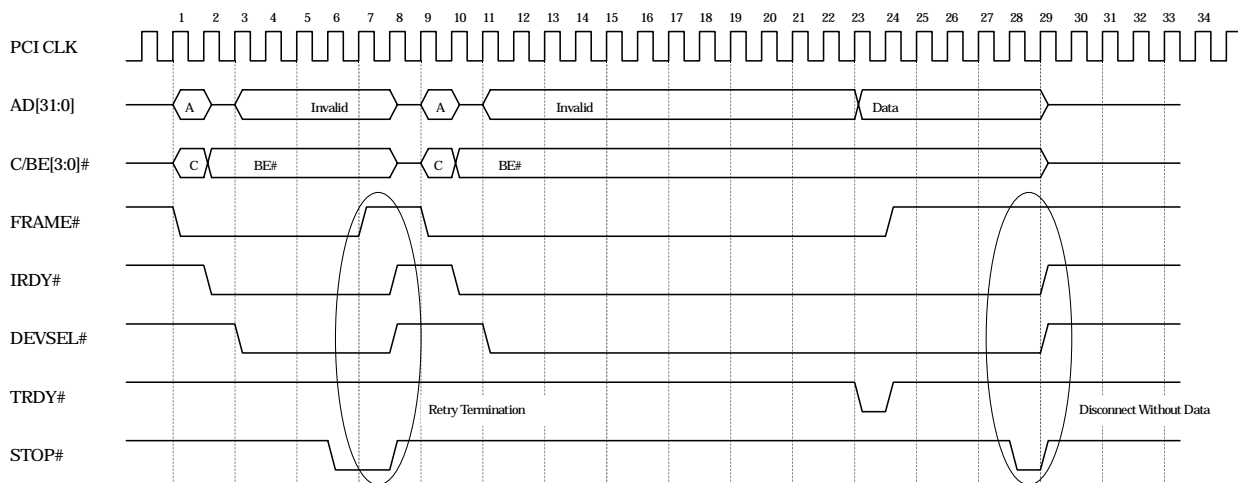 1 2 3 4 5 6 7 8 9 10 11 12 13 14 15 16 17 18 19 20 21 22 23 24 25 26 27 28 29 30 31 32 33 34
PCI CLK
AD[31:0] A Invalid A Invalid Data
C/BE[3:0]# C BE# C BE#
FRAME#
IRDY#
DEVSEL#
TRDY#
Retry Termination Disconnect Without Data
STOP#